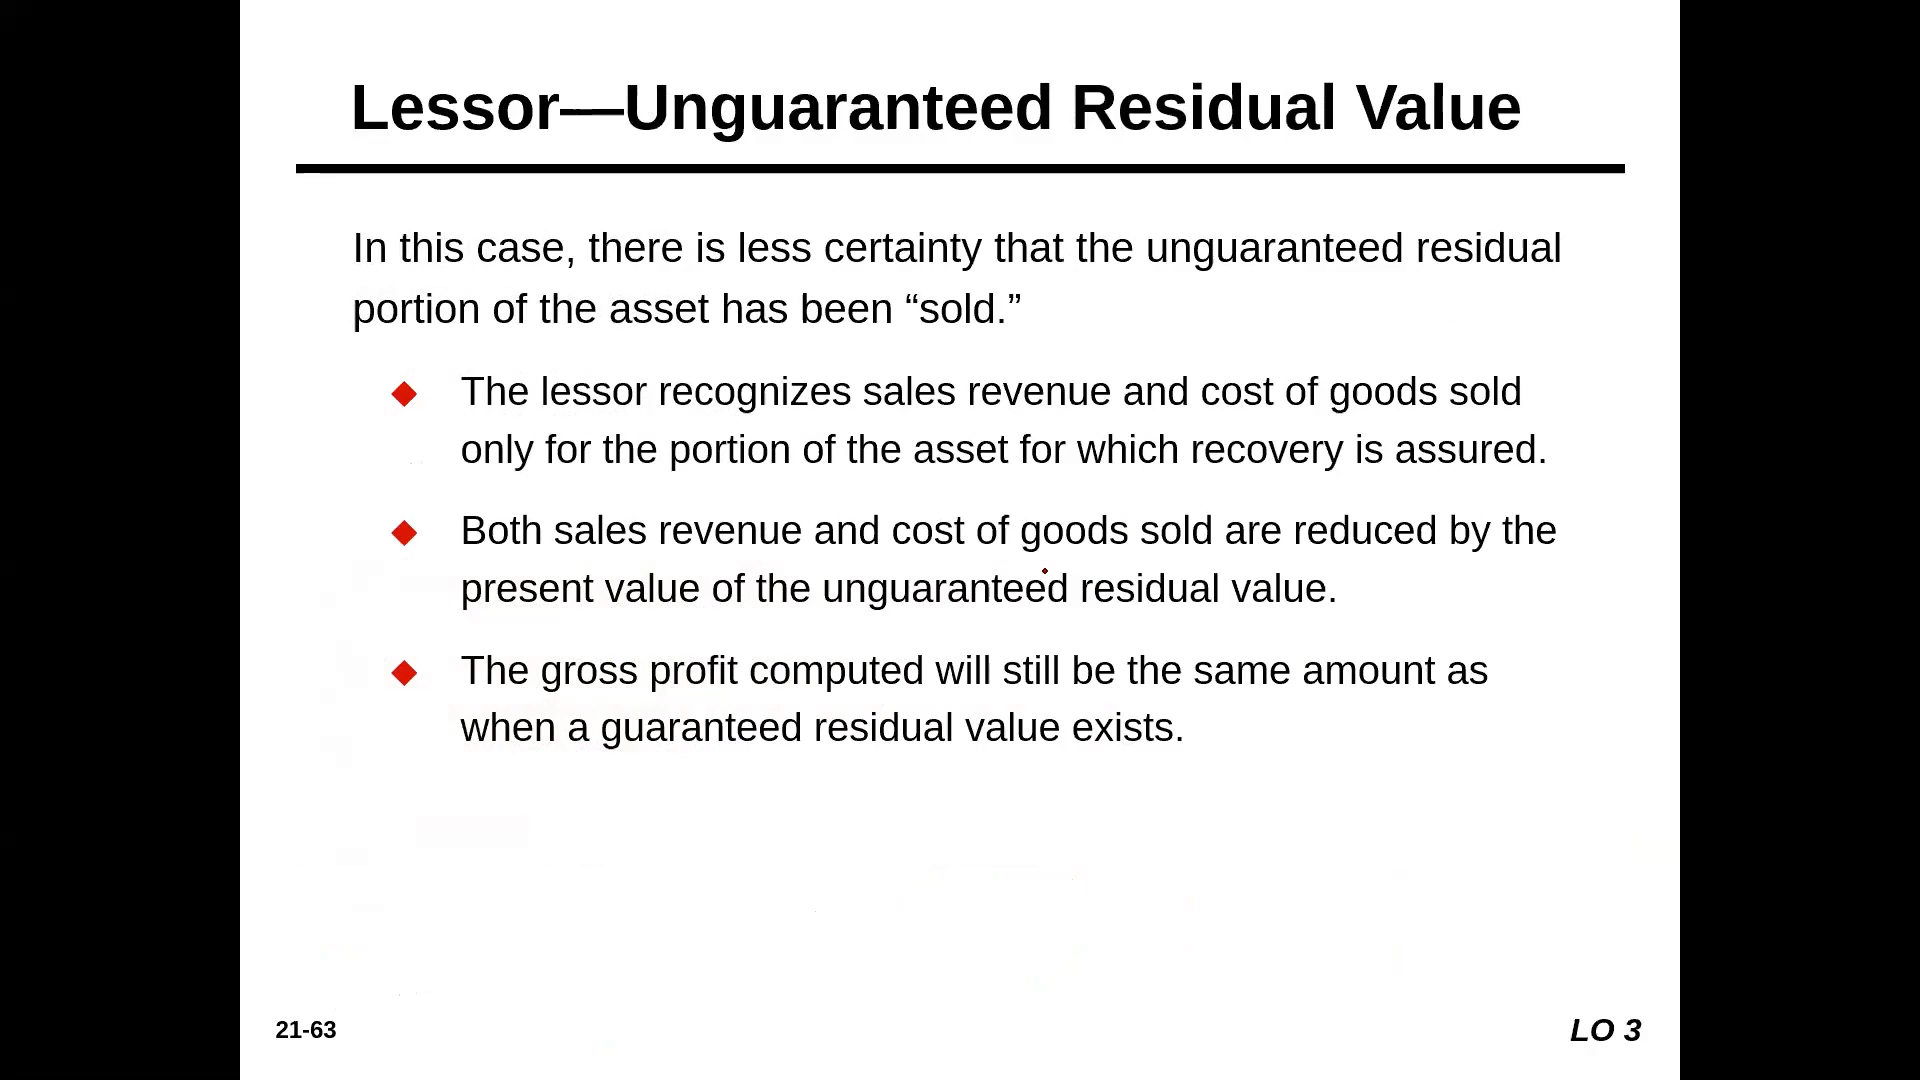 Lessor—Unguaranteed Residual Value
In this case, there is less certainty that the unguaranteed residual
portion of the asset has been “sold.”
The lessor recognizes sales revenue and cost of goods sold
only for the portion of the asset for which recovery is assured.
Both sales revenue and cost of goods sold are reduced by the
present value of the unguaranteed residual value.
The gross profit computed will still be the same amount as
when a guaranteed residual value exists.
21-63
LO 3